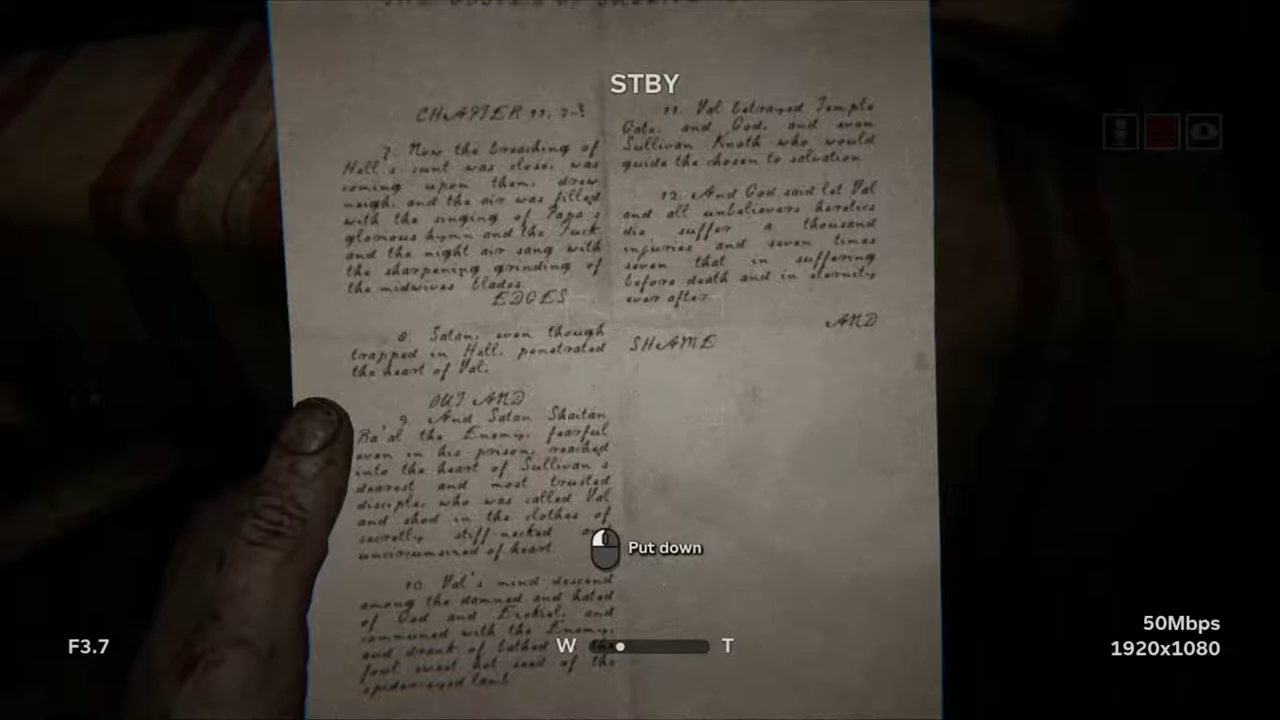 STBY
CHAPTER 11, 7-
7. Now the breaching of
Hell's cunt was close, was
coming upon them, drew
neigh, and the air was filled
with the singing of Papa's
glorious hymn and the Fuck
and the night air sang with
the sharpening grinding of
the midwives blades.
EDGES
8. Satan, even though
trapped in Hell, penetrated
the heart of Val.
OUT AND
9. And Satan Shaitan
Ba'al the Enemy, fearful
even in his prison, reached
into the heart of Sullivan's
dearest and most trusted
disciple, who was called Val
and shod in the clothes of
secretly stiff-necked
uncircumsized of heart.
10. Val's mind descend
among the damned and hated
of God and Ezekiel, and
communed with the Enemy,
and drank of bathed the
foul sweet hot seed of the
spider-eyed lamb
11. Val betrayed Temple
Gate, and God, and even
Sullivan Knoth who would
guide the chosen to salvation
12. And God said let Val
and all unbelievers heretics
die suffer a thousand
injuries and seven times
seven that in suffering
before death and in eternity
ever after
AND
SHAME
Put down
F3.7
W T
50Mbps
1920x1080